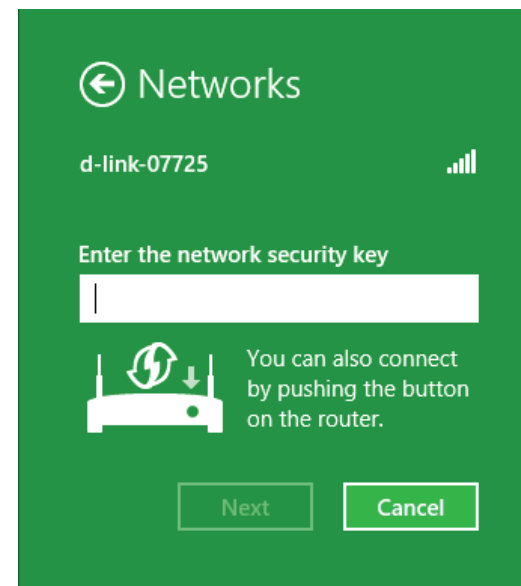 Networks
d-link-07725
Enter the network security key
You can also connect
by pushing the button
on the router.
Next
Cancel